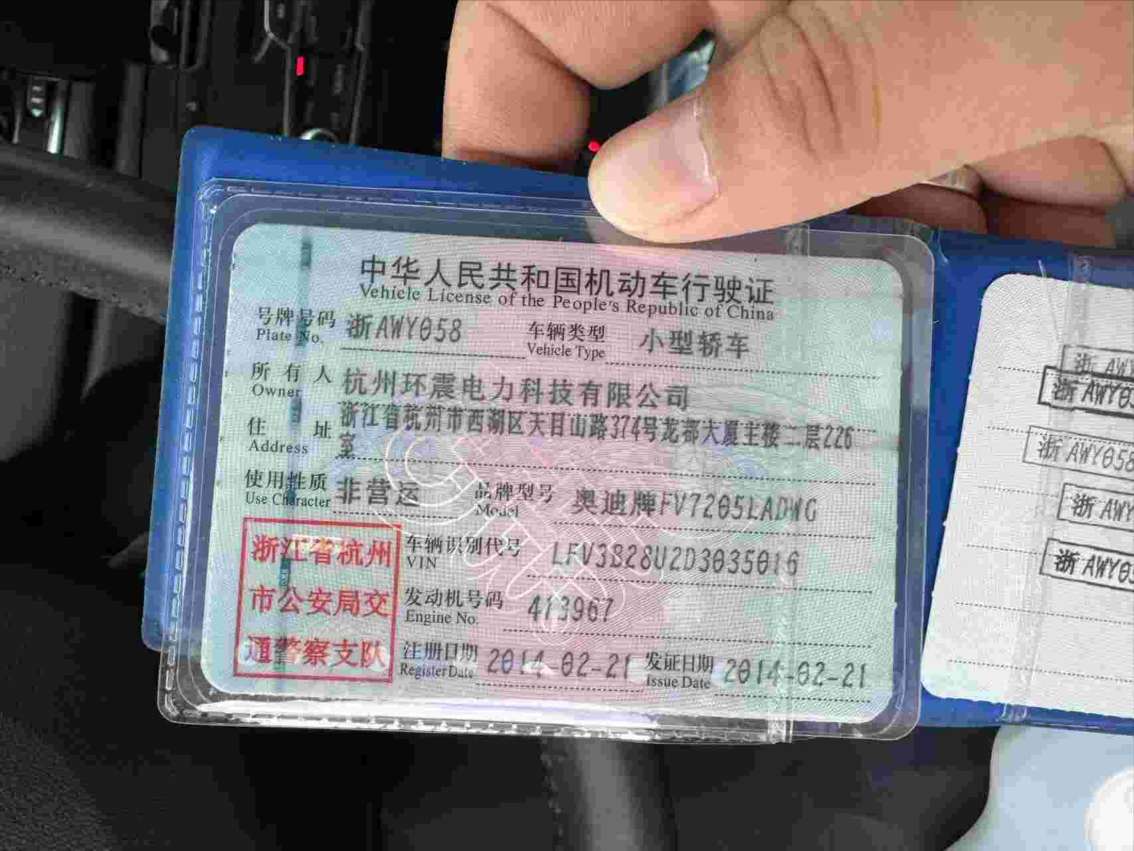 中华人民共和国机动车行驶证
Vehicle License of the People's Republic of China
号牌号码 浙AWY058 车辆类型 小型轿车
Plate No. Vehicle Type
所有人 杭州环震电力科技有限公司
Owner
住址 浙江省杭州市西湖区天目山路374号龙都大厦主楼二层226
Address 室
使用性质 非营运 品牌型号 奥迪牌FV7205LADWG
Use Character Model
浙江省杭州
市公安局交
通警察支队
车辆识别代号 LFV3B28U2D3035016
VIN
发动机号码 413967
Engine No.
注册日期 2014-02-21 发证日期 2014-02-21
Register Date Issue Date
浙AWY
浙AWY05
浙AWY058
浙AWY
浙AWY05